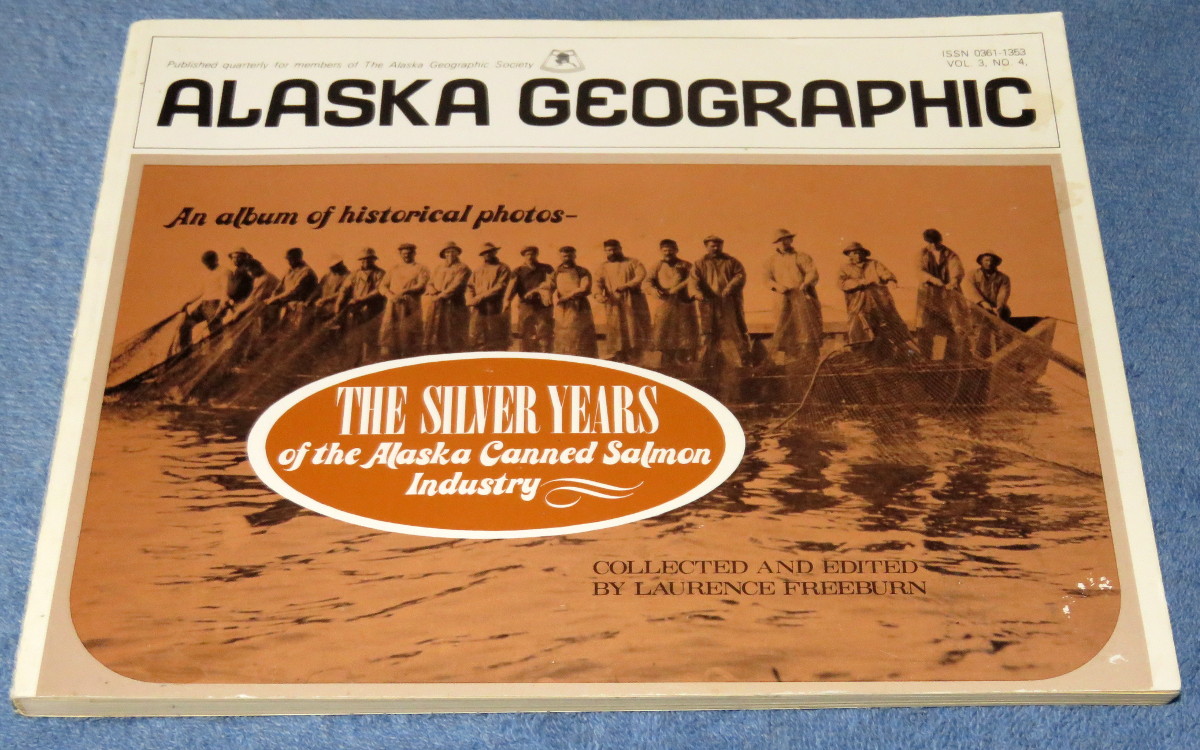 Published quarterly for members of The Alaska Geographic Society
ISSN 0361-1353
VOL. 3, NO. 4,
ALASKA GEOGRAPHIC
An album of historical photos–
THE SILVER YEARS
of the Alaska Canned Salmon
Industry
COLLECTED AND EDITED
BY LAURENCE FREEBURN